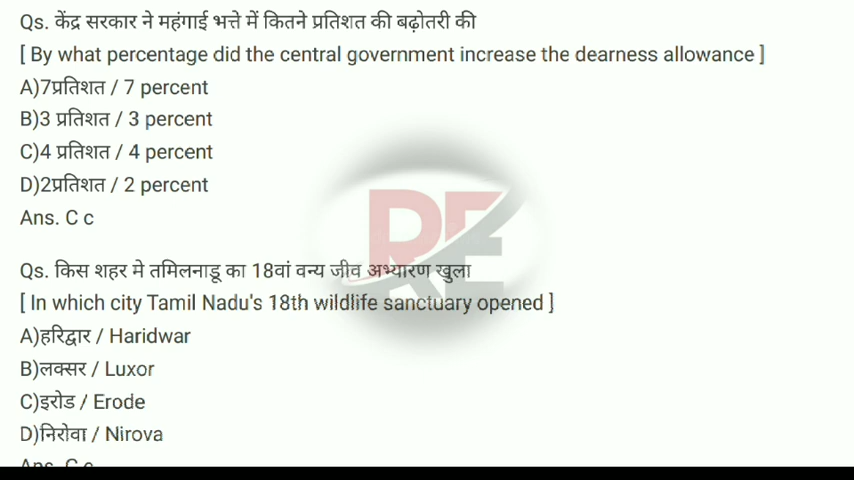 Qs. केंद्र सरकार ने महंगाई भत्ते में कितने प्रतिशत की बढ़ोतरी की
[ By what percentage did the central government increase the dearness allowance ]
A)7प्रतिशत / 7 percent
B)3 प्रतिशत / 3 percent
C)4 प्रतिशत / 4 percent
D)2प्रतिशत / 2 percent
Ans. C c
Qs. किस शहर मे तमिलनाडू का 18वां वन्य जीव अभ्यारण खुला
[ In which city Tamil Nadu's 18th wildlife sanctuary opened ]
A)हरिद्वार / Haridwar
B)लक्सर / Luxor
C)इरोड / Erode
D)निरोवा / Nirova
Ans. C c